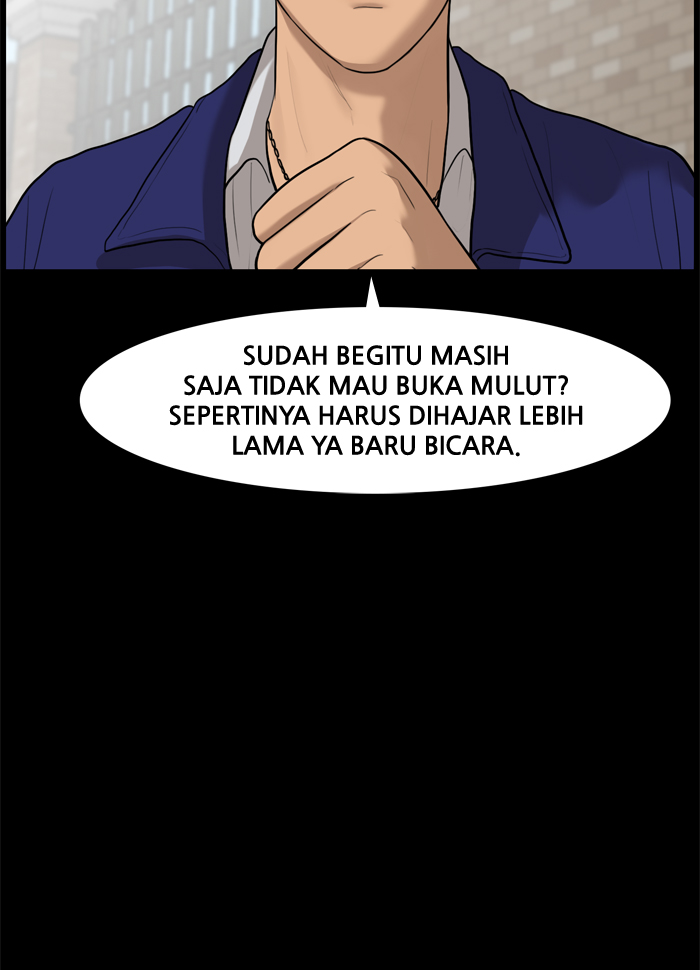 SUDAH BEGITU MASIH
SAJA TIDAK MAU BUKA MULUT?
SEPERTINYA HARUS DIHAJAR LEBIH
LAMA YA BARU BICARA.